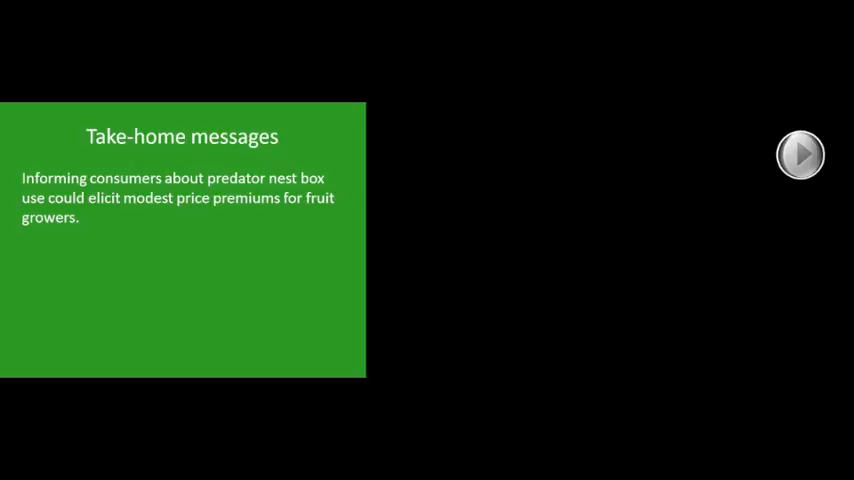 Take-home messages
Informing consumers about predator nest box
use could elicit modest price premiums for fruit
growers.